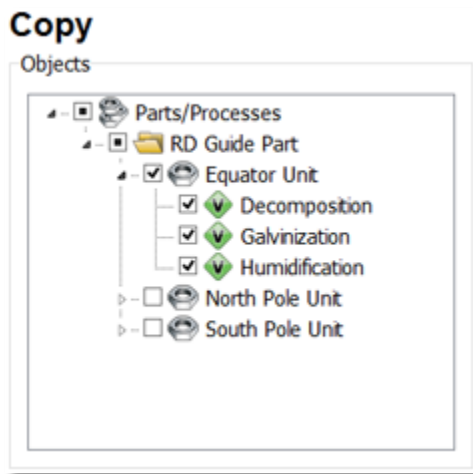 Copy
Objects
Parts/Processes
RD Guide Part
Equator Unit
V Decomposition
V Galvinization
V Humidification
North Pole Unit
South Pole Unit